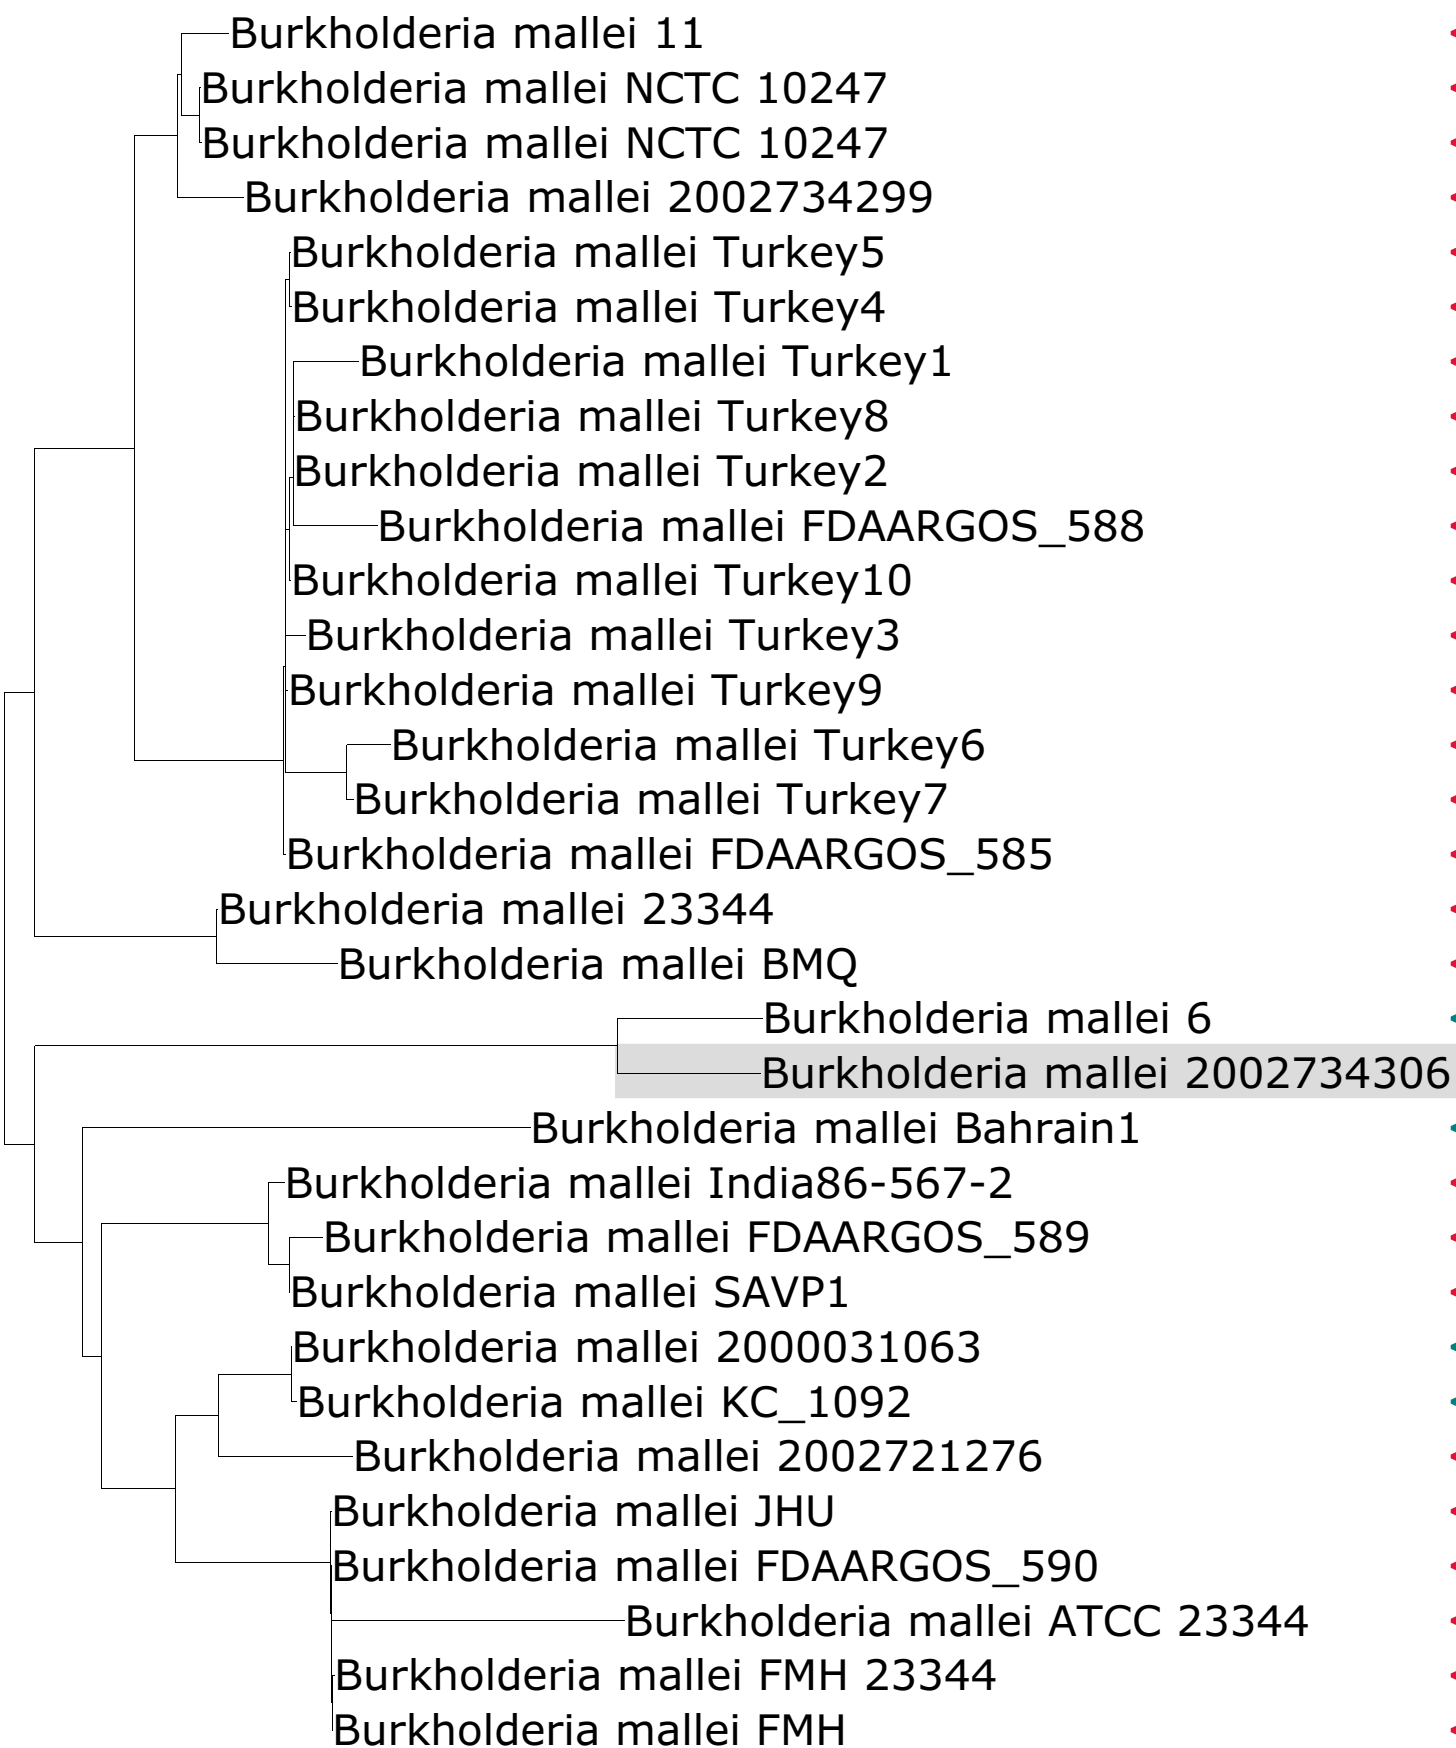 Burkholderia mallei 11
Burkholderia mallei NCTC 10247
Burkholderia mallei NCTC 10247
Burkholderia mallei 2002734299
Burkholderia mallei Turkey5
Burkholderia mallei Turkey4
Burkholderia mallei Turkey1
Burkholderia mallei Turkey8
Burkholderia mallei Turkey2
Burkholderia mallei FDAARGOS_588
Burkholderia mallei Turkey10
Burkholderia mallei Turkey3
Burkholderia mallei Turkey9
Burkholderia mallei Turkey6
Burkholderia mallei Turkey7
Burkholderia mallei FDAARGOS_585
Burkholderia mallei 23344
Burkholderia mallei BMQ
Burkholderia mallei 6
Burkholderia mallei 2002734306
Burkholderia mallei Bahrain1
Burkholderia mallei India86-567-2
Burkholderia mallei FDAARGOS_589
Burkholderia mallei SAVP1
Burkholderia mallei 2000031063
Burkholderia mallei KC_1092
Burkholderia mallei 2002721276
Burkholderia mallei JHU
Burkholderia mallei FDAARGOS_590
Burkholderia mallei ATCC 23344
Burkholderia mallei FMH 23344
Burkholderia mallei FMH